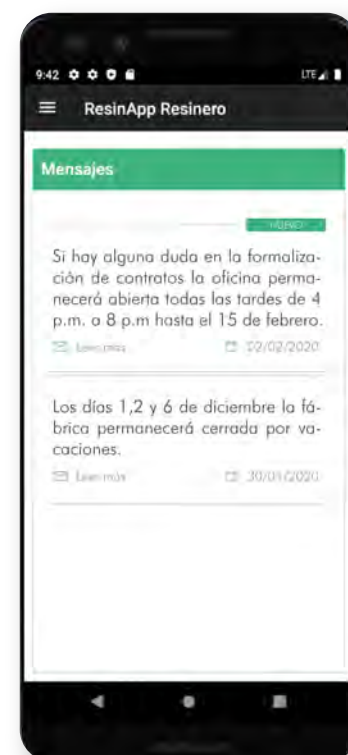 9:42
LTE
ResinApp Resinero
Mensajes
NUEVO
Si hay alguna duda en la formaliza-
ción de contratos la oficina perma-
necerá abierta todas las tardes de 4
p.m. a 8 p.m hasta el 15 de febrero.
Leer más 02/02/2020
Los días 1,2 y 6 de diciembre la fá-
brica permanecerá cerrada por va-
caciones.
Leer más 30/01/2020